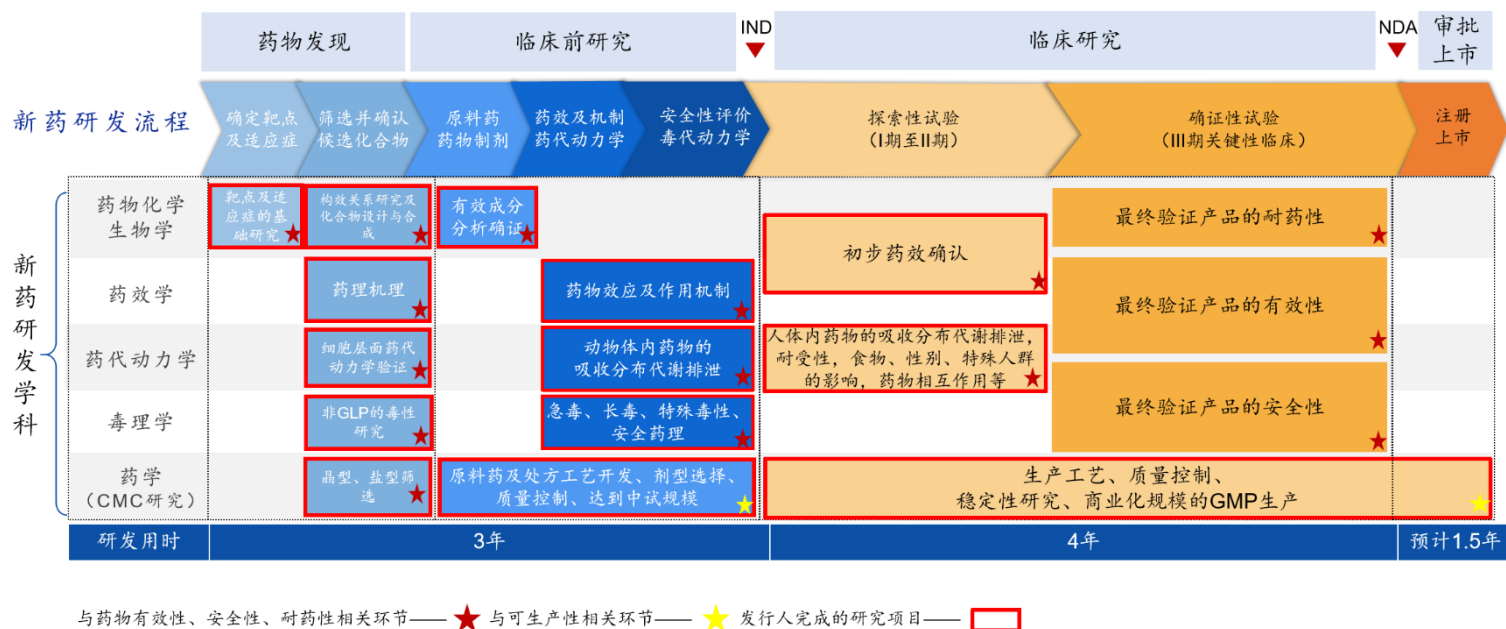 药物发现
临床前研究
IND
临床研究
NDA
审批
上市
新药研发流程
确定靶点
及适应症
筛选并确认
候选化合物
原料药
药物制剂
药效及机制
药代动力学
安全性评价
毒代动力学
探索性试验
(I期至II期)
确证性试验
(III期关键性临床)
注册
上市
新药研发学科
药物化学
生物学
靶点及适
应症的基
础研究
构效关系研究及
化合物设计与合
成
有效成分
分析确证
初步药效确认
最终验证产品的耐药性
药效学
药理机理
药物效应及作用机制
最终验证产品的有效性
药代动力学
细胞层面药代
动力学验证
动物体内药物的
吸收分布代谢排泄
人体内药物的吸收分布代谢排泄，
耐受性，食物、性别、特殊人群
的影响，药物相互作用等
毒理学
非GLP的毒性
研究
急毒、长毒、特殊毒性、
安全药理
最终验证产品的安全性
药学
（CMC研究）
晶型、盐型筛
选
原料药及处方工艺开发、剂型选择、
质量控制、达到中试规模
生产工艺、质量控制、
稳定性研究、商业化规模的GMP生产
研发用时
3年
4年
预计1.5年
与药物有效性、安全性、耐药性相关环节—— 与可生产性相关环节—— 发行人完成的研究项目——